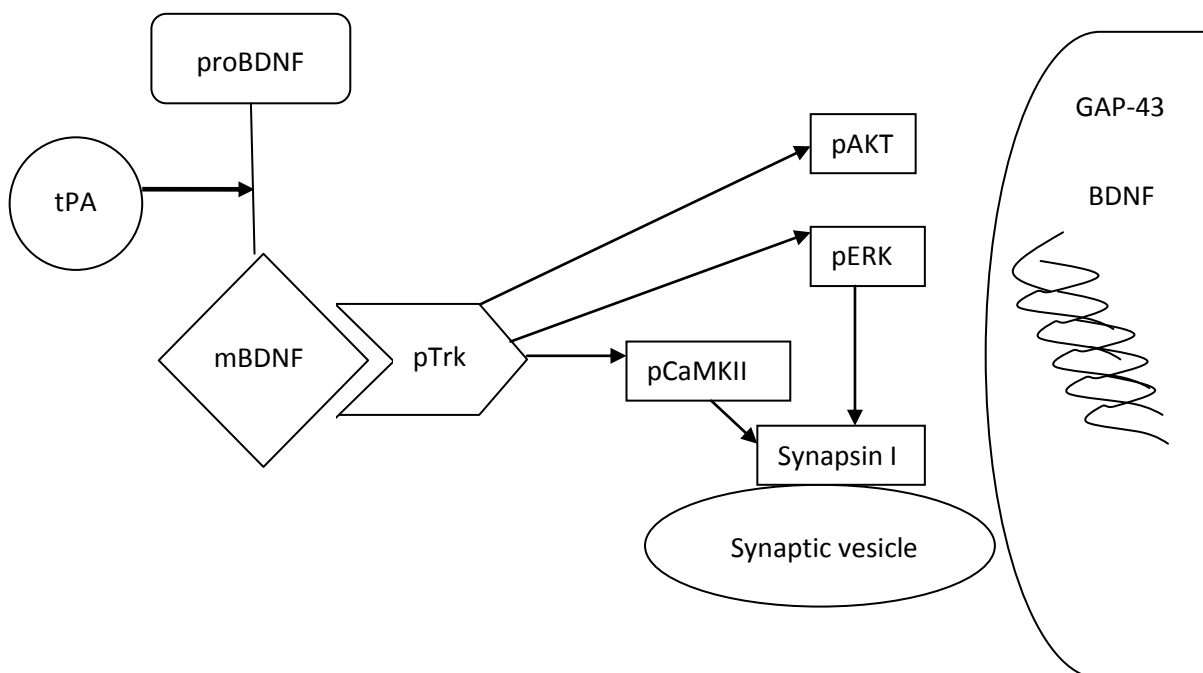 proBDNF
GAP-43
pAKT
tPA
BDNF
pERK
mBDNF
pTrk
pCaMKII
Synapsin I
Synaptic vesicle